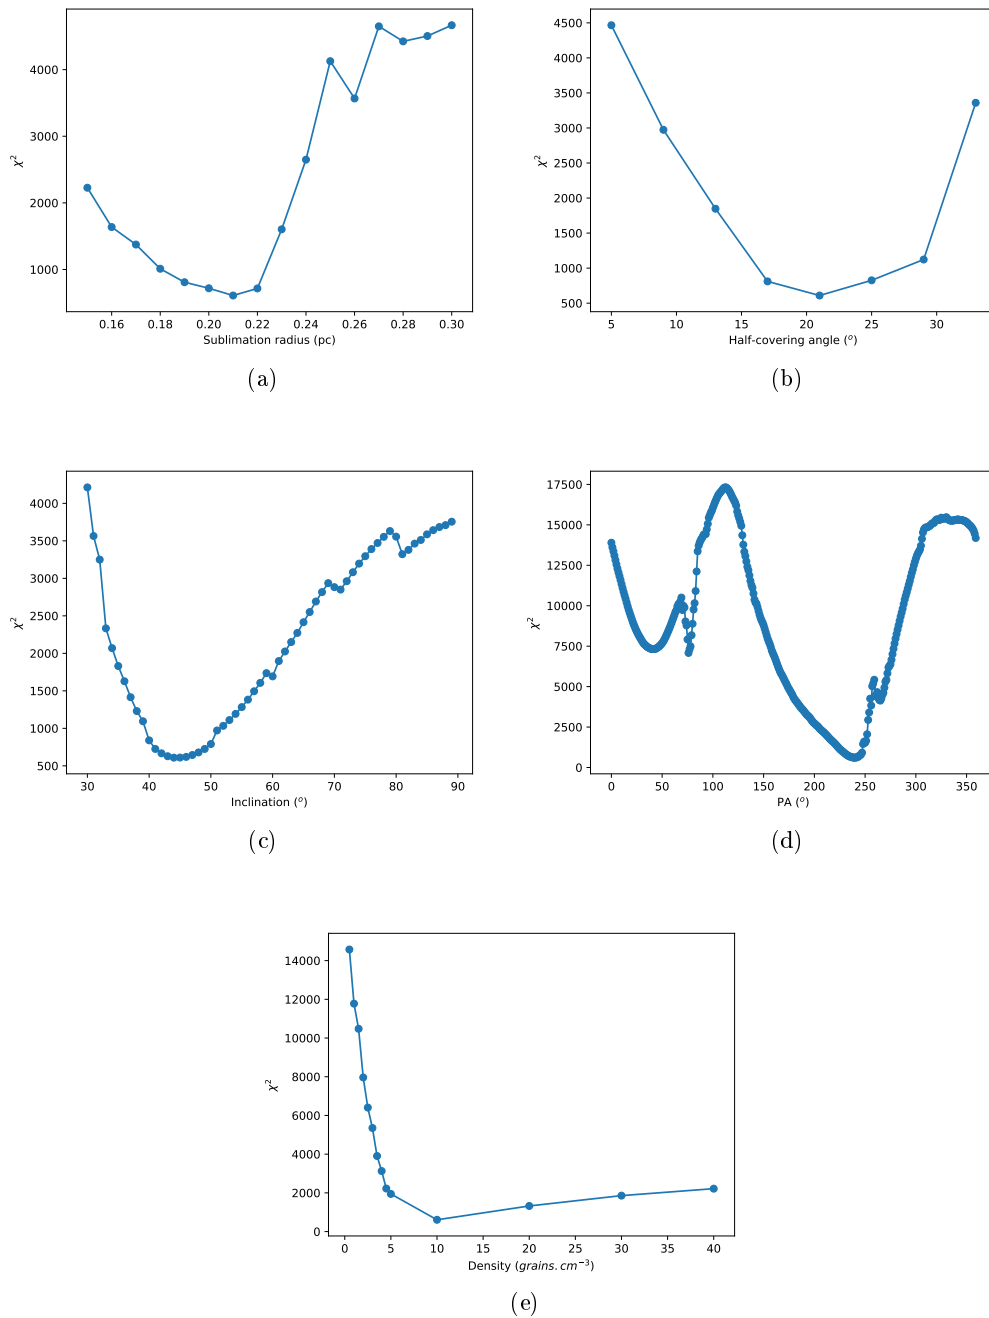 4000
3000
2000
1000
χ²
0.16 0.18 0.20 0.22 0.24 0.26 0.28 0.30
Sublimation radius (pc)
(a)
4500
4000
3500
3000
2500
2000
1500
1000
500
χ²
5 10 15 20 25 30
Half-covering angle (°)
(b)
4000
3500
3000
2500
2000
1500
1000
500
χ²
30 40 50 60 70 80 90
Inclination (°)
(c)
17500
15000
12500
10000
7500
5000
2500
0
χ²
0 50 100 150 200 250 300 350
PA (°)
(d)
14000
12000
10000
8000
6000
4000
2000
0
χ²
0 5 10 15 20 25 30 35 40
Density (grains.cm⁻³)
(e)